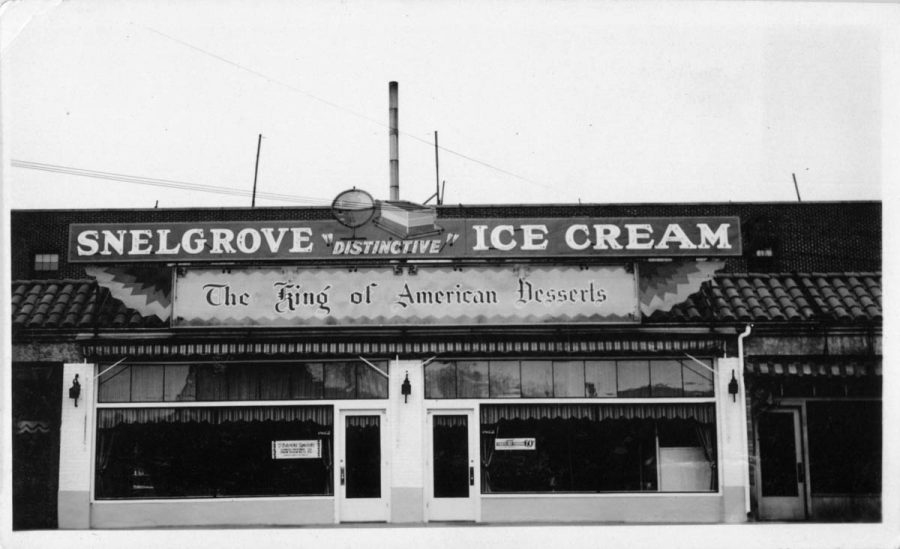 SNELGROVE "DISTINCTIVE" ICE CREAM
The King of American Desserts